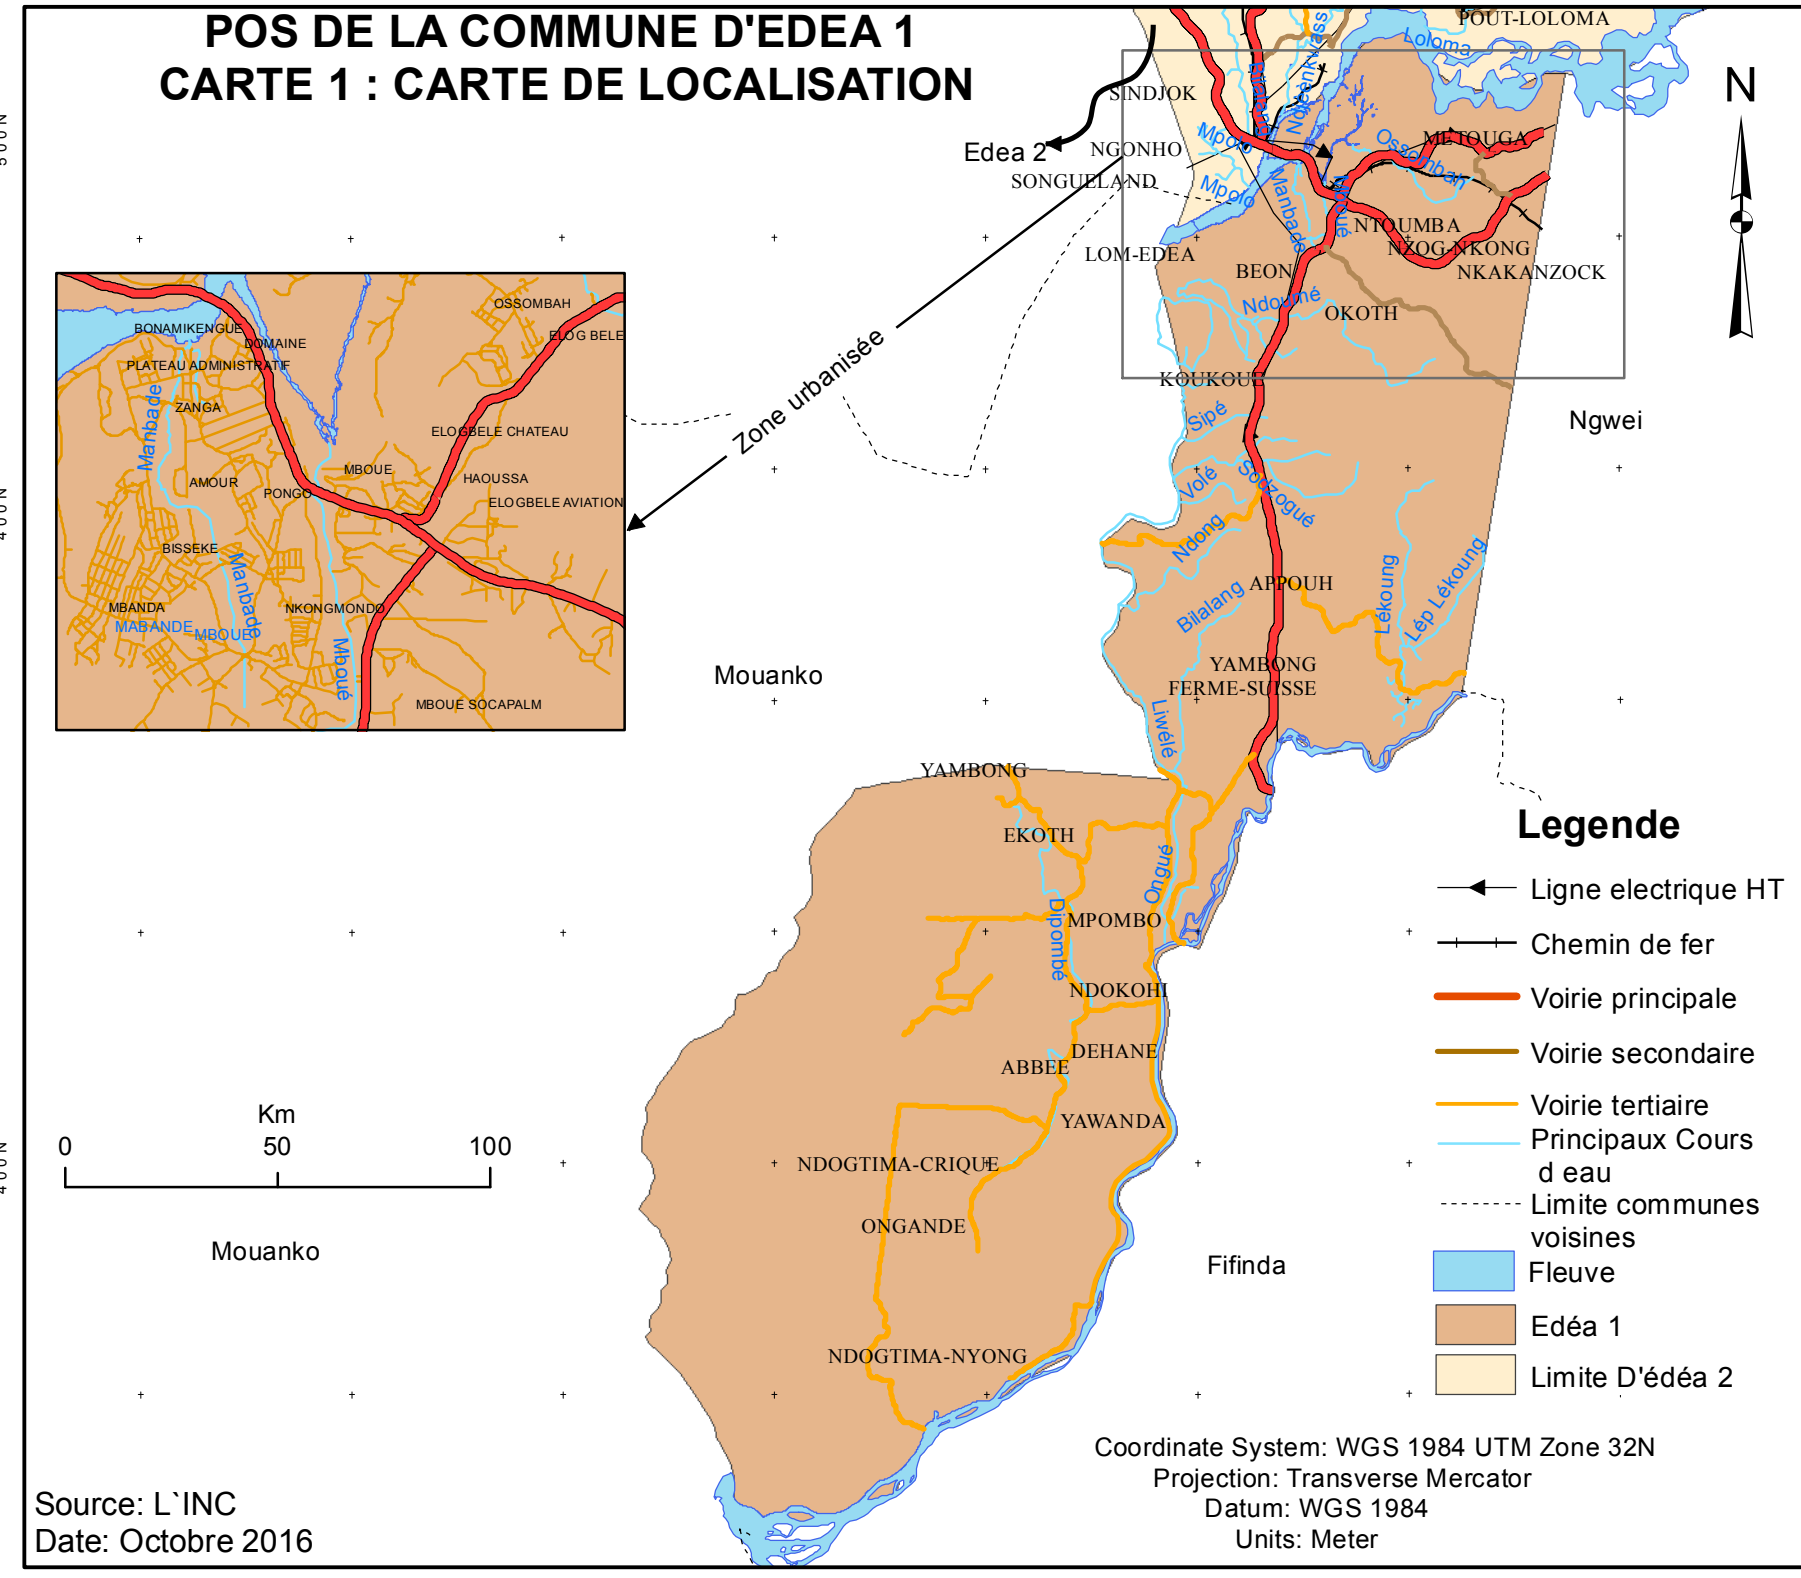 POS DE LA COMMUNE D'EDEA 1
CARTE 1 : CARTE DE LOCALISATION
POUT-LOLOMA
Loloma
SINDJOK
N
Mpolo
METOUGA
Ossombah
Edea 2
NGONHO
SONGUELAND
Mpolo
Manbade
Mboué
NTOUMBA
NZOG-NKONG
LOM-EDEA
BEON
NKAKANZOCK
Ndoumé
OKOTH
KOUKOUE
Zone urbanisée
Ngwei
Sipé
Volé
Sodzogué
Ndong
APPOUH
Bilalang
Lékoung
Lép Lékoung
YAMBONG
FERME-SUISSE
Mouanko
Liwélé
OSSOMBAH
BONAMIKENGUE
DOMAINE
ELOG BELE
PLATEAU ADMINISTRATIF
Manbade
ZANGA
ELOGBELE CHATEAU
MBOUE
HAOUSSA
AMOUR
PONGO
ELOGBELE AVIATION
BISSEKE
Manbade
MBANDA
NKONGMONDO
MABANDE
MBOUE
Mboué
MBOUE SOCAPALM
YAMBONG
EKOTH
Ongué
Dipombé
MPOMBO
NDOKOHI
DEHANE
ABBEE
YAWANDA
NDOGTIMA-CRIQUE
ONGANDE
NDOGTIMA-NYONG
Km
0 50 100
Mouanko
Fifinda
Legende
Ligne electrique HT
Chemin de fer
Voirie principale
Voirie secondaire
Voirie tertiaire
Principaux Cours
d eau
Limite communes
voisines
Fleuve
Edéa 1
Limite D'édéa 2
Coordinate System: WGS 1984 UTM Zone 32N
Projection: Transverse Mercator
Datum: WGS 1984
Units: Meter
Source: L`INC
Date: Octobre 2016